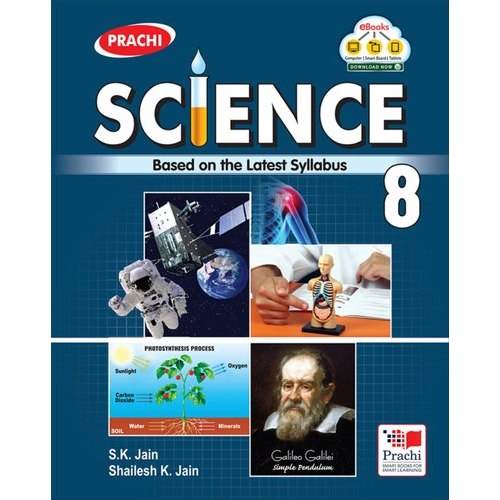 PRACHI
eBooks
Computer | Smart Board | Tablets
DOWNLOAD NOW
SCIENCE
Based on the Latest Syllabus
8
PHOTOSYNTHESIS PROCESS
Sunlight
Oxygen
Carbon
Dioxide
Water
Minerals
SOIL
Galileo Galilei
Simple Pendulum
S.K. Jain
Shailesh K. Jain
Prachi
SMART BOOKS FOR
SMART LEARNING